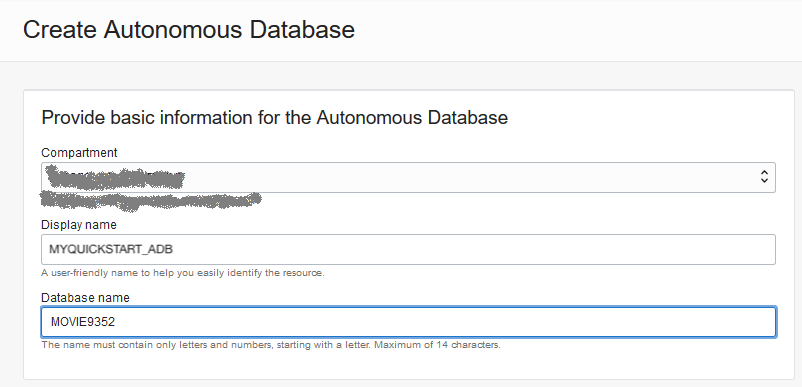 Create Autonomous Database
Provide basic information for the Autonomous Database
Compartment
Display name
MYQUICKSTART_ADB
A user-friendly name to help you easily identify the resource.
Database name
MOVIE9352
The name must contain only letters and numbers, starting with a letter. Maximum of 14 characters.